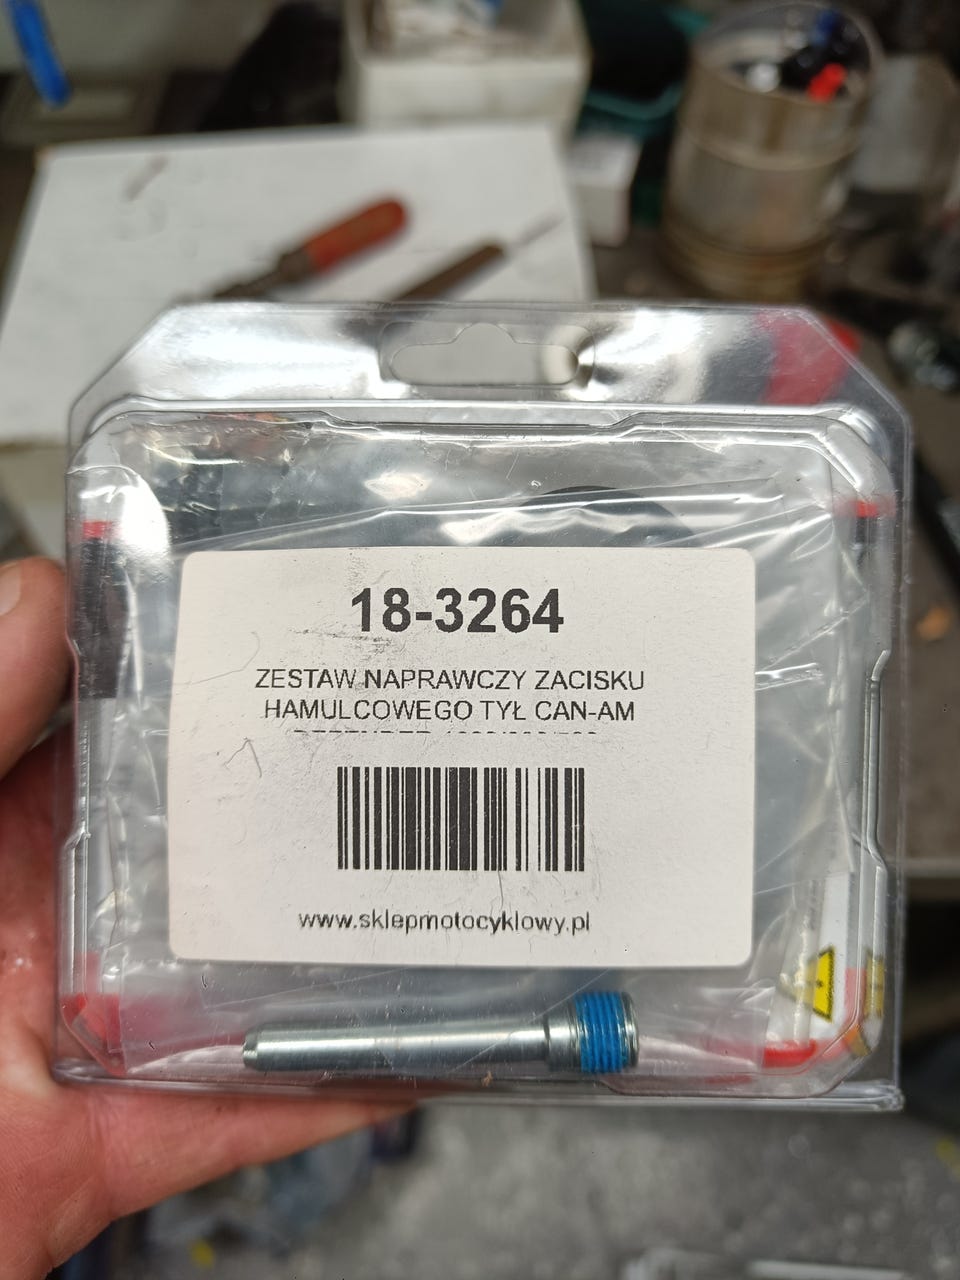 18-3264
ZESTAW NAPRAWCZY ZACISKU
HAMULCOWEGO TYŁ CAN-AM
www.sklepmotocyklowy.pl